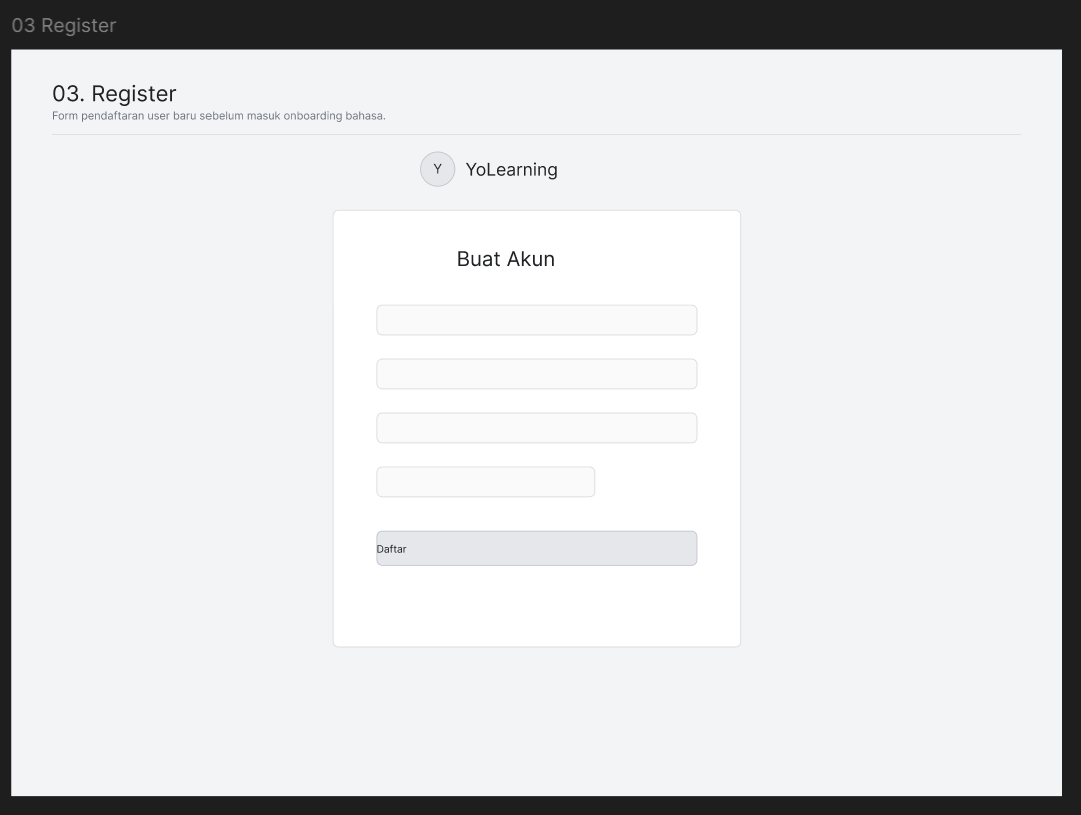 03 Register
03. Register
Form pendaftaran user baru sebelum masuk onboarding bahasa.
Y YoLearning
Buat Akun
Daftar